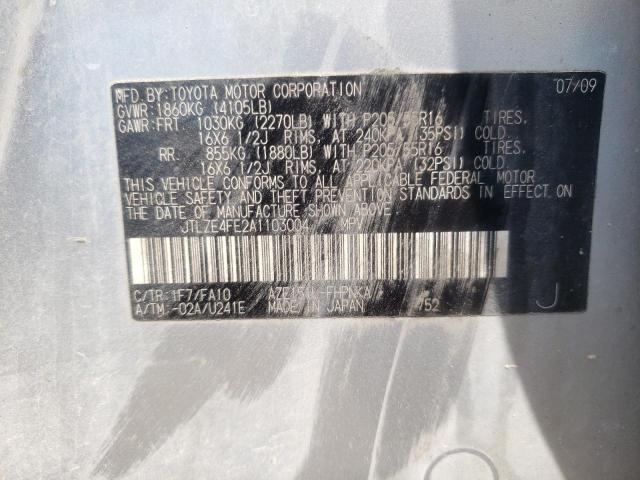 MFD.BY:TOYOTA MOTOR CORPORATION 07/09
GVWR:1860KG (4105LB)
GAWR:FRT. 1030KG (2270LB) WITH P205/55R16 TIRES,
16X6 1/2J RIMS, AT 240KPA (35PSI) COLD.
RR. 855KG (1880LB) WITH P205/55R16 TIRES,
16X6 1/2J RIMS, AT 220KPA (32PSI) COLD.
THIS VEHICLE CONFORMS TO ALL APPLICABLE FEDERAL MOTOR
VEHICLE SAFETY AND THEFT PREVENTION STANDARDS IN EFFECT ON
THE DATE OF MANUFACTURE SHOWN ABOVE.
JTLZE4FE2A1103004
C/TR:1F7/FA10
A/TM:-02A/U241E MADE IN JAPAN J